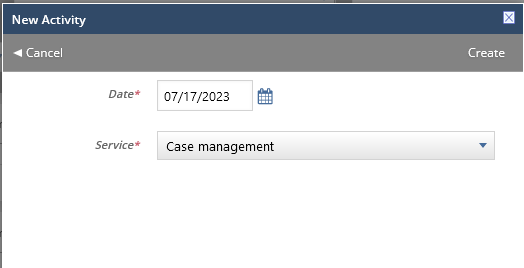 New Activity
◄ Cancel Create
Date* 07/17/2023
Service* Case management